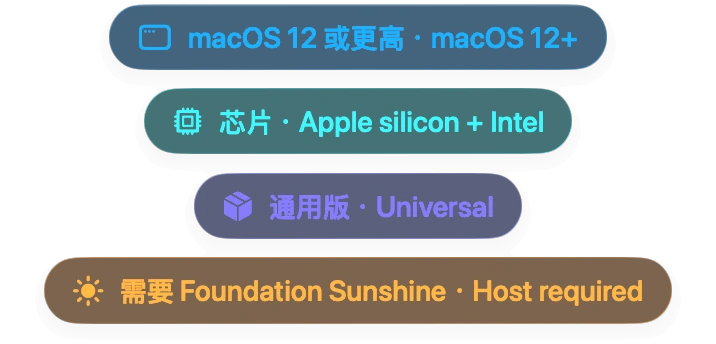 macOS 12 或更高 · macOS 12+
芯片 · Apple silicon + Intel
通用版 · Universal
需要 Foundation Sunshine · Host required